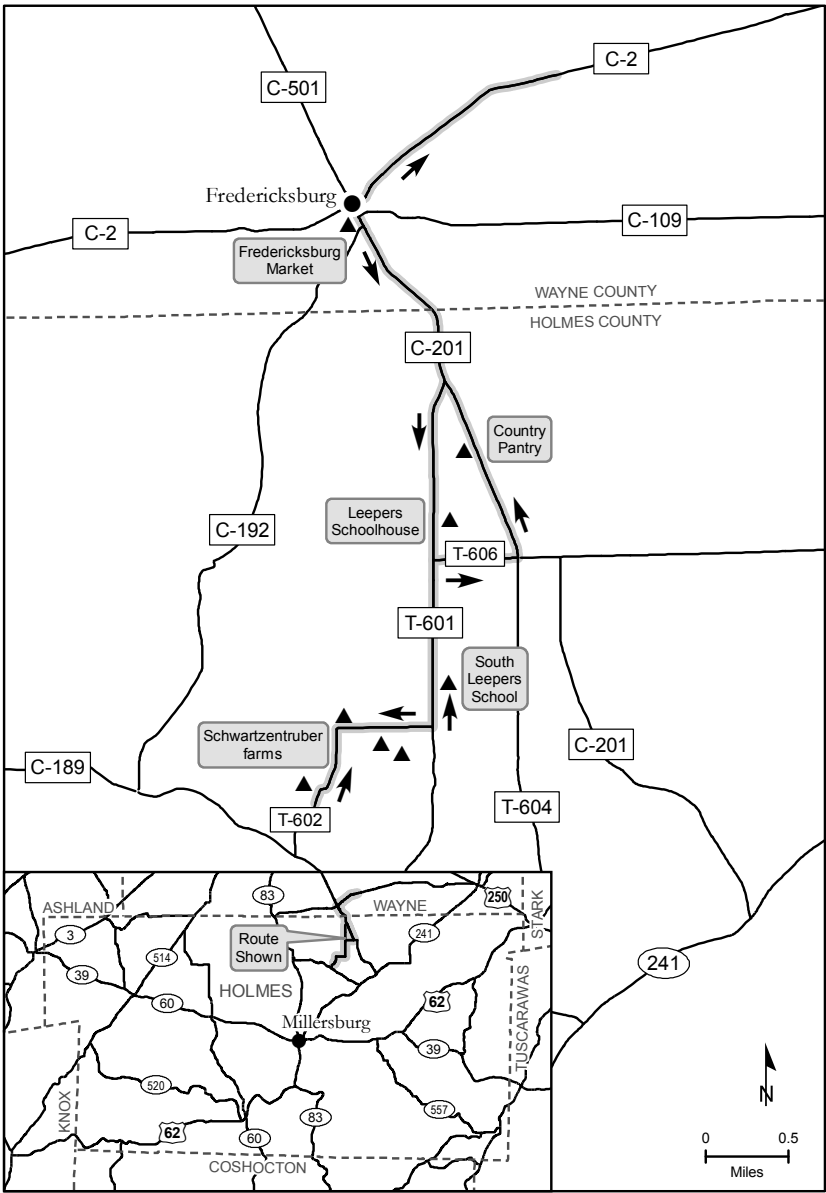 C-2
C-501
Fredericksburg
C-109
C-2
Fredericksburg
Market
WAYNE COUNTY
HOLMES COUNTY
C-201
Country
Pantry
Leepers
Schoolhouse
C-192
T-606
T-601
South
Leepers
School
Schwartzentruber
farms
C-201
C-189
T-604
T-602
83
250
ASHLAND
WAYNE
STARK
3
Route
Shown
241
514
39
HOLMES
241
60
62
TUSCARAWAS
Millersburg
39
520
KNOX
557
83
62
60
COSHOCTON
N
0 0.5
Miles